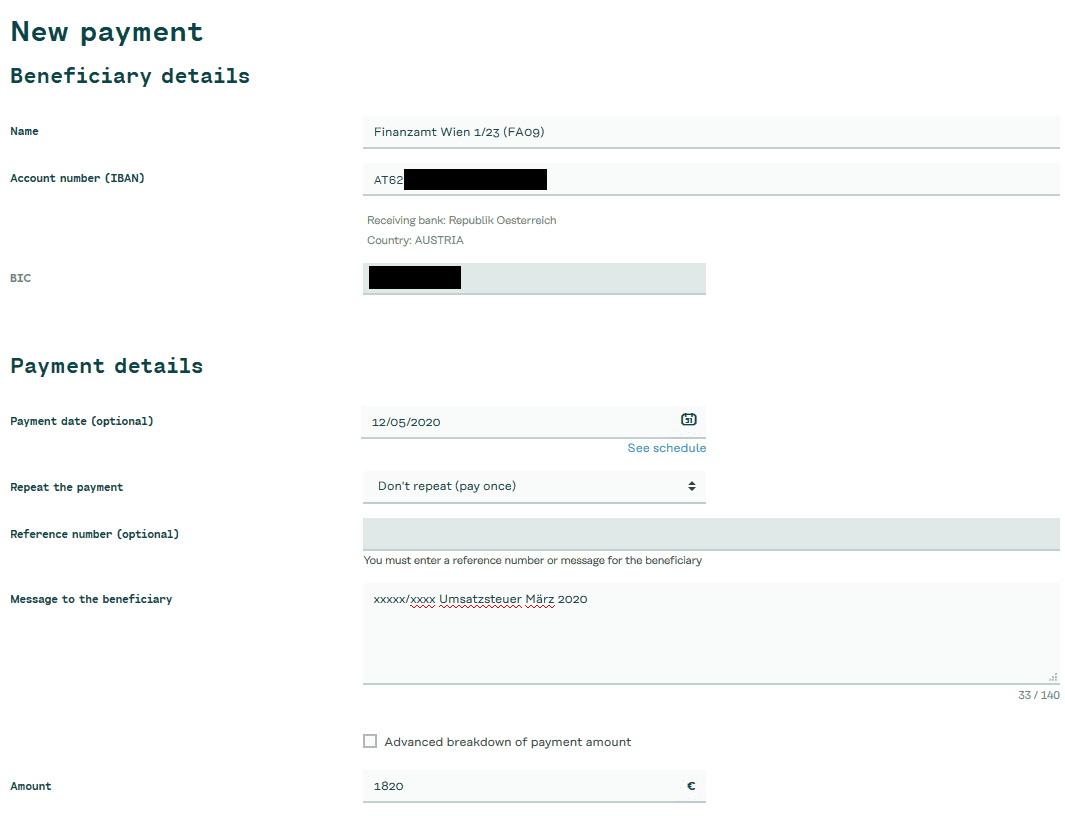 New payment
Beneficiary details
Name
Finanzamt Wien 1/23 (FA09)
Account number (IBAN)
AT62
Receiving bank: Republik Oesterreich
Country: AUSTRIA
BIC
Payment details
Payment date (optional)
12/05/2020
31
See schedule
Repeat the payment
Don't repeat (pay once)
Reference number (optional)
You must enter a reference number or message for the beneficiary
Message to the beneficiary
xxxxx/xxxx Umsatzsteuer März 2020
33 / 140
Advanced breakdown of payment amount
Amount
1820 €